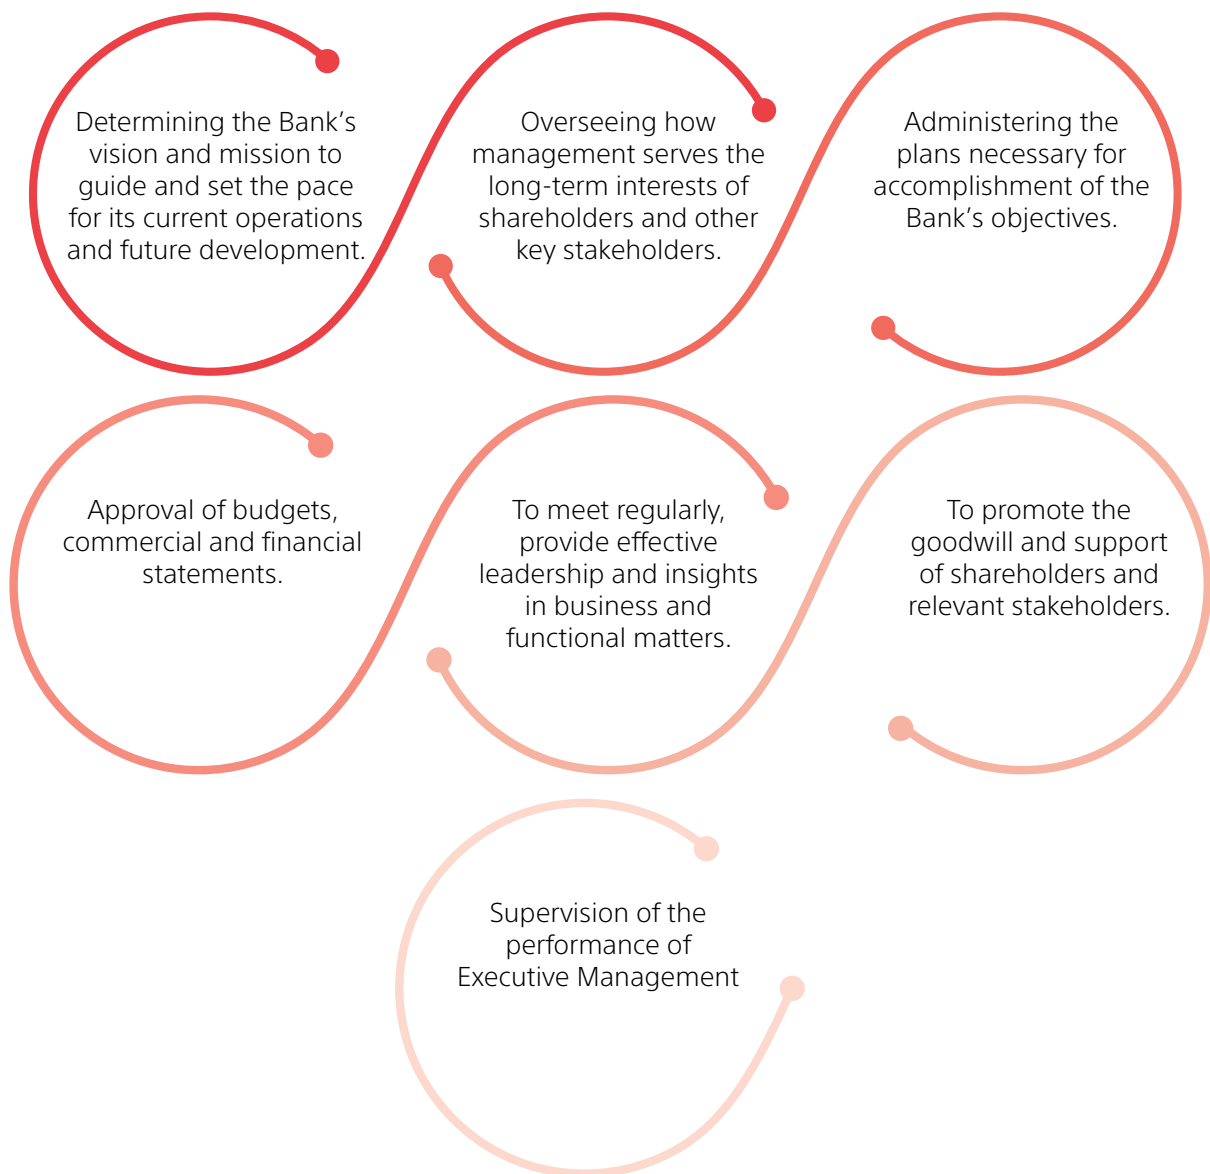 Determining the Bank’s
vision and mission to
guide and set the pace
for its current operations
and future development.
Overseeing how
management serves the
long-term interests of
shareholders and other
key stakeholders.
Administering the
plans necessary for
accomplishment of the
Bank’s objectives.
Approval of budgets,
commercial and financial
statements.
To meet regularly,
provide effective
leadership and insights
in business and
functional matters.
To promote the
goodwill and support
of shareholders and
relevant stakeholders.
Supervision of the
performance of
Executive Management